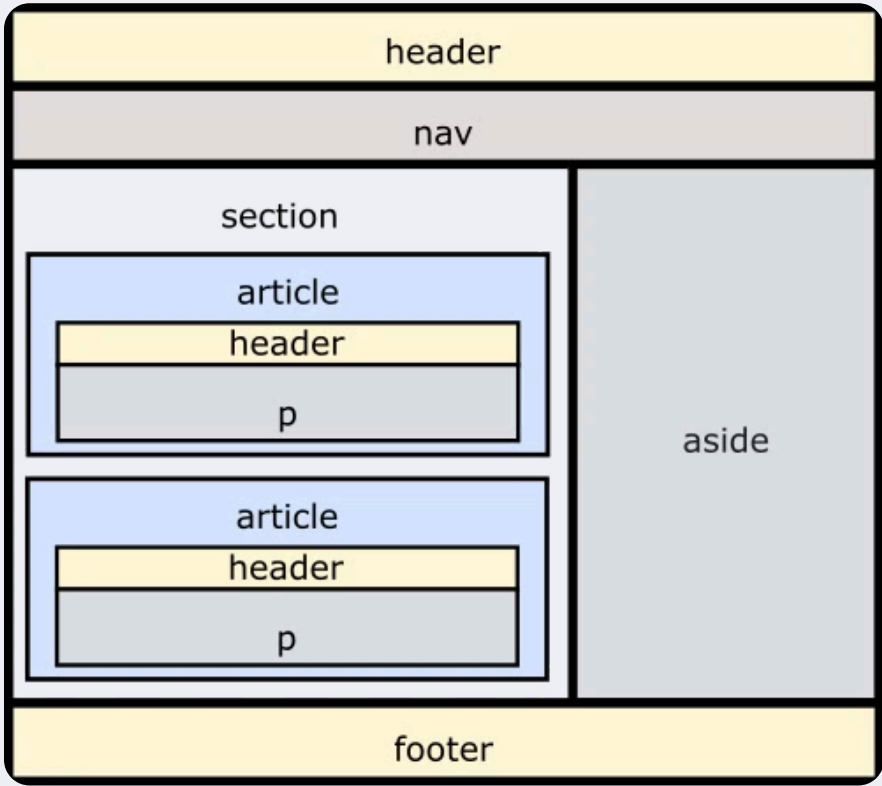 header
nav
section
article
header
p
article
header
p
aside
footer